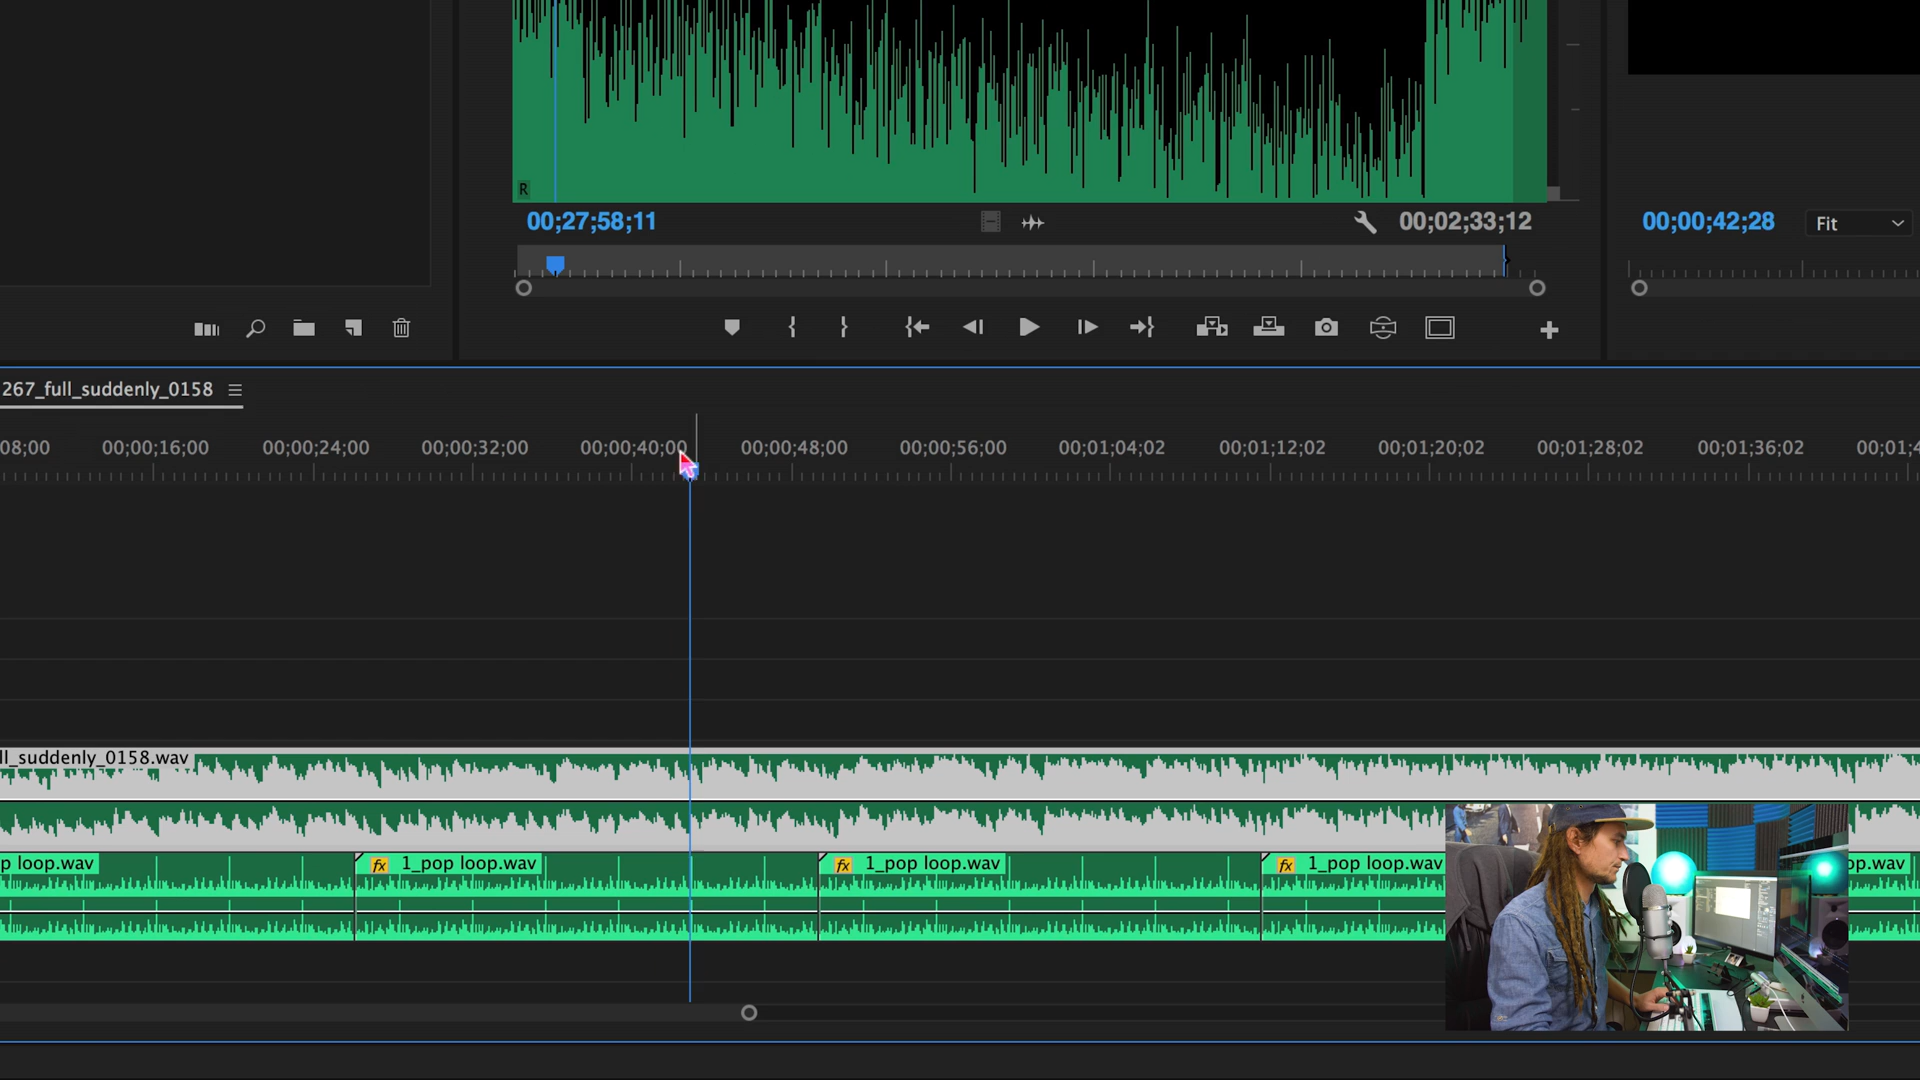 R
00;27;58;11
00;02;33;12
00;00;42;28
Fit
267_full_suddenly_0158
08;00
00;00;16;00
00;00;24;00
00;00;32;00
00;00;40;00
00;00;48;00
00;00;56;00
00;01;04;02
00;01;12;02
00;01;20;02
00;01;28;02
00;01;36;02
00;01;4
ll_suddenly_0158.wav
p loop.wav
fx 1_pop loop.wav
fx 1_pop loop.wav
fx 1_pop loop.wav
op.wav